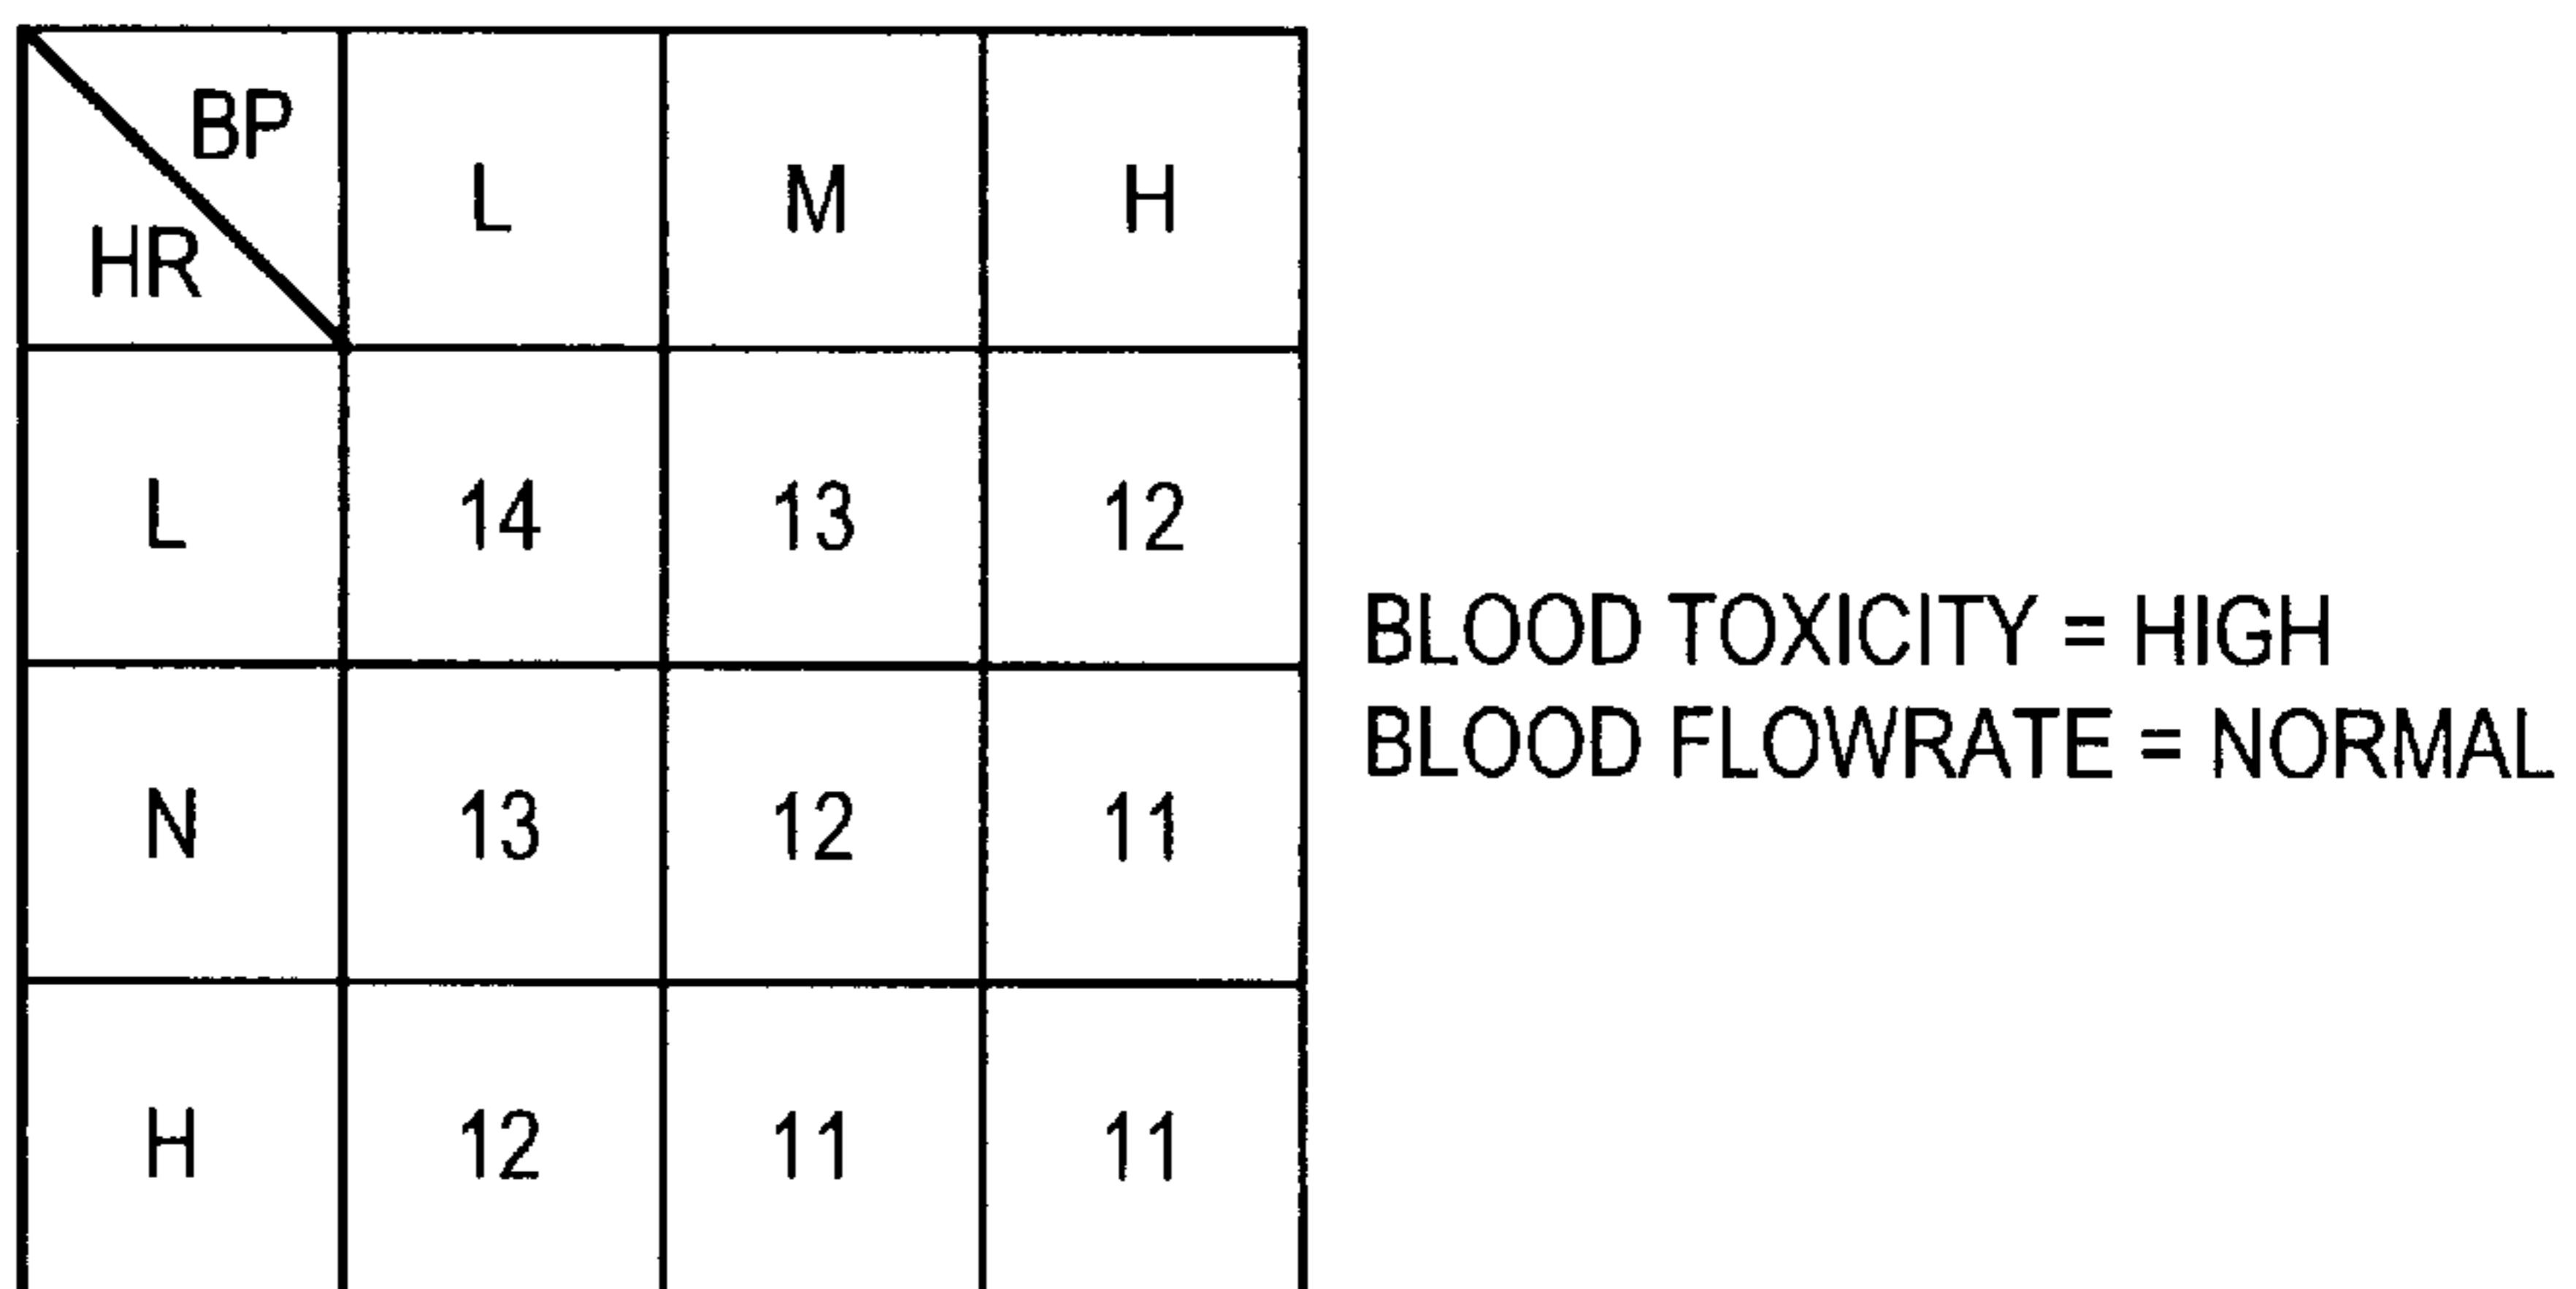 BP
HR
L M H
L 14 13 12
BLOOD TOXICITY = HIGH
BLOOD FLOWRATE = NORMAL
N 13 12 11
H 12 11 11